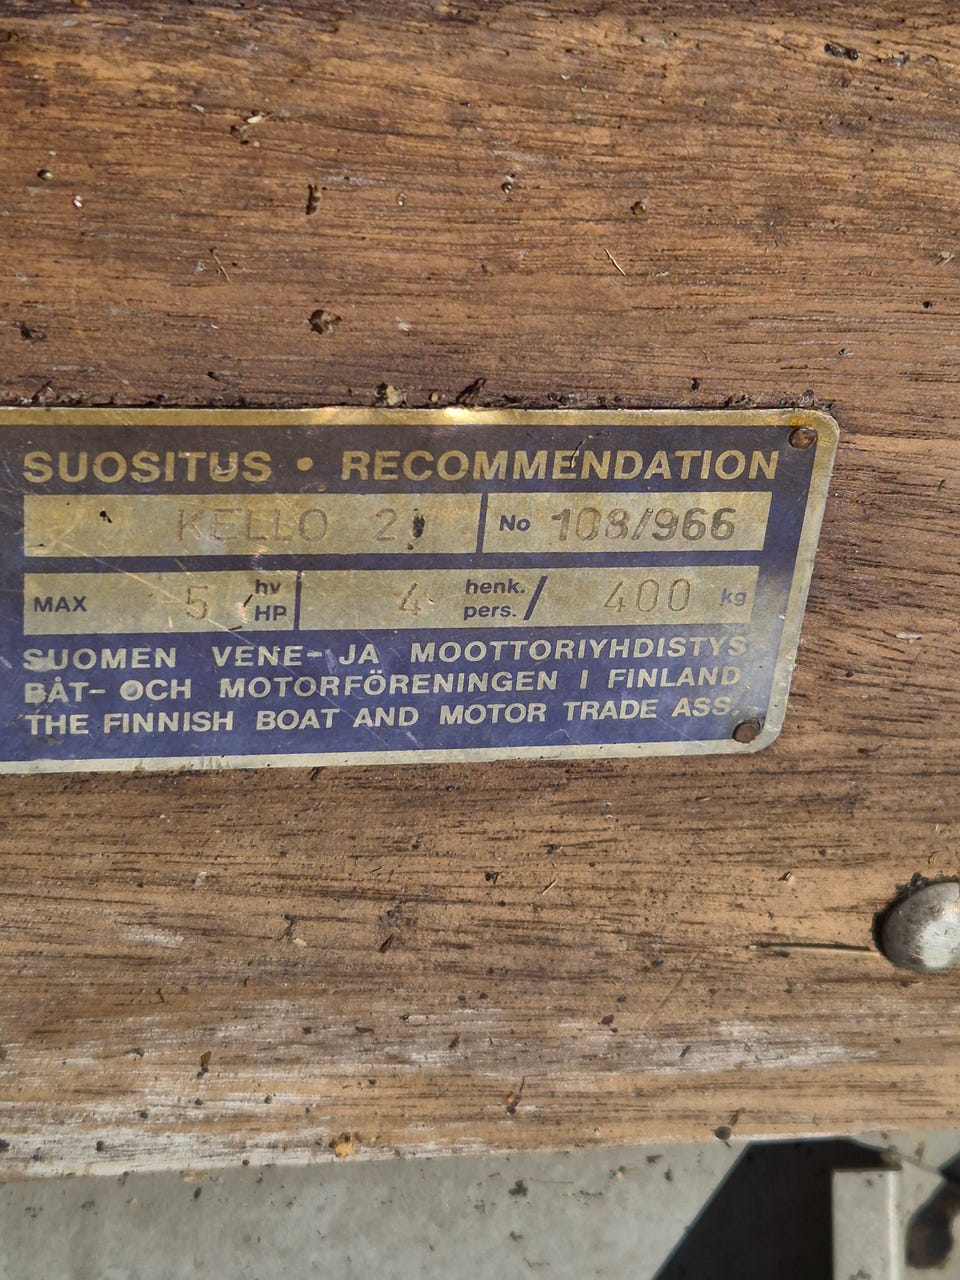 SUOSITUS • RECOMMENDATION
KELLO 2 No 108/966
MAX 5 hv HP 4 henk. pers. / 400 kg
SUOMEN VENE- JA MOOTTORIYHDISTYS
BÅT- OCH MOTORFÖRENINGEN I FINLAND
THE FINNISH BOAT AND MOTOR TRADE ASS.